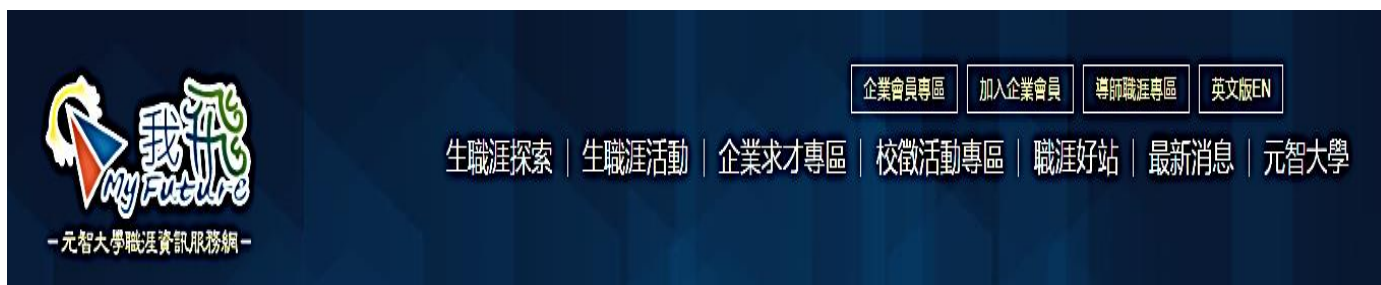 我飛
My Future
-元智大學職涯資訊服務網-
企業會員專區 加入企業會員 導師職涯專區 英文版EN
生職涯探索 | 生職涯活動 | 企業求才專區 | 校徵活動專區 | 職涯好站 | 最新消息 | 元智大學